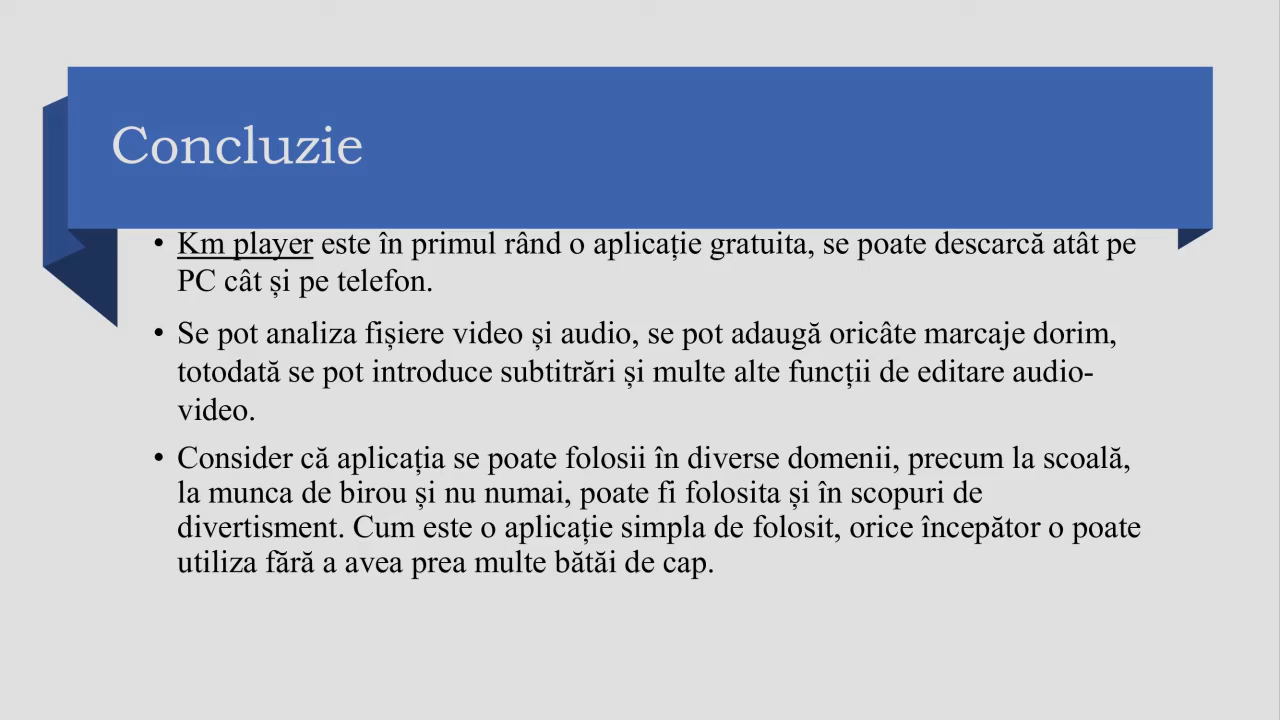 Concluzie
• Km player este în primul rând o aplicație gratuita, se poate descarcă atât pe
PC cât și pe telefon.
• Se pot analiza fișiere video și audio, se pot adaugă oricâte marcaje dorim,
totodată se pot introduce subtitrări și multe alte funcții de editare audio-
video.
• Consider că aplicația se poate folosii în diverse domenii, precum la scoală,
la munca de birou și nu numai, poate fi folosita și în scopuri de
divertisment. Cum este o aplicație simpla de folosit, orice începător o poate
utiliza fără a avea prea multe bătăi de cap.